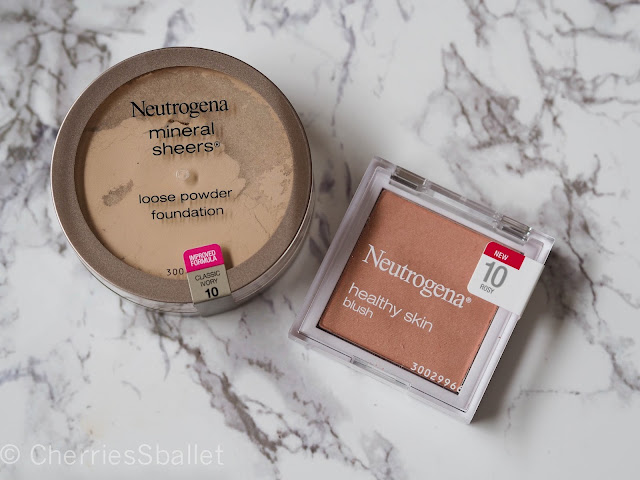 Neutrogena
mineral
sheers®
loose powder
foundation
300
IMPROVED
FORMULA
CLASSIC
IVORY
10
NEW
10
ROSY
Neutrogena®
healthy skin
blush
30029966
© CherriesSballet